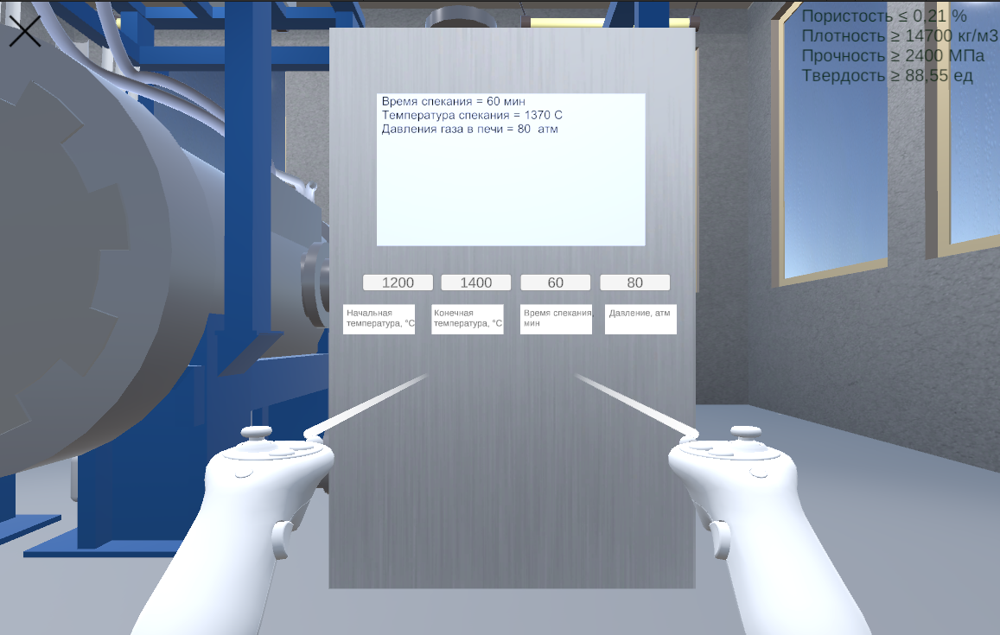 Пористость ≤ 0.21 %
Плотность ≥ 14700 кг/м3
Прочность ≥ 2400 МПа
Твердость ≥ 88.55 ед
Время спекания = 60 мин
Температура спекания = 1370 С
Давления газа в печи = 80 атм
1200 1400 60 80
Начальная температура, °С
Конечная температура, °С
Время спекания, мин
Давление, атм